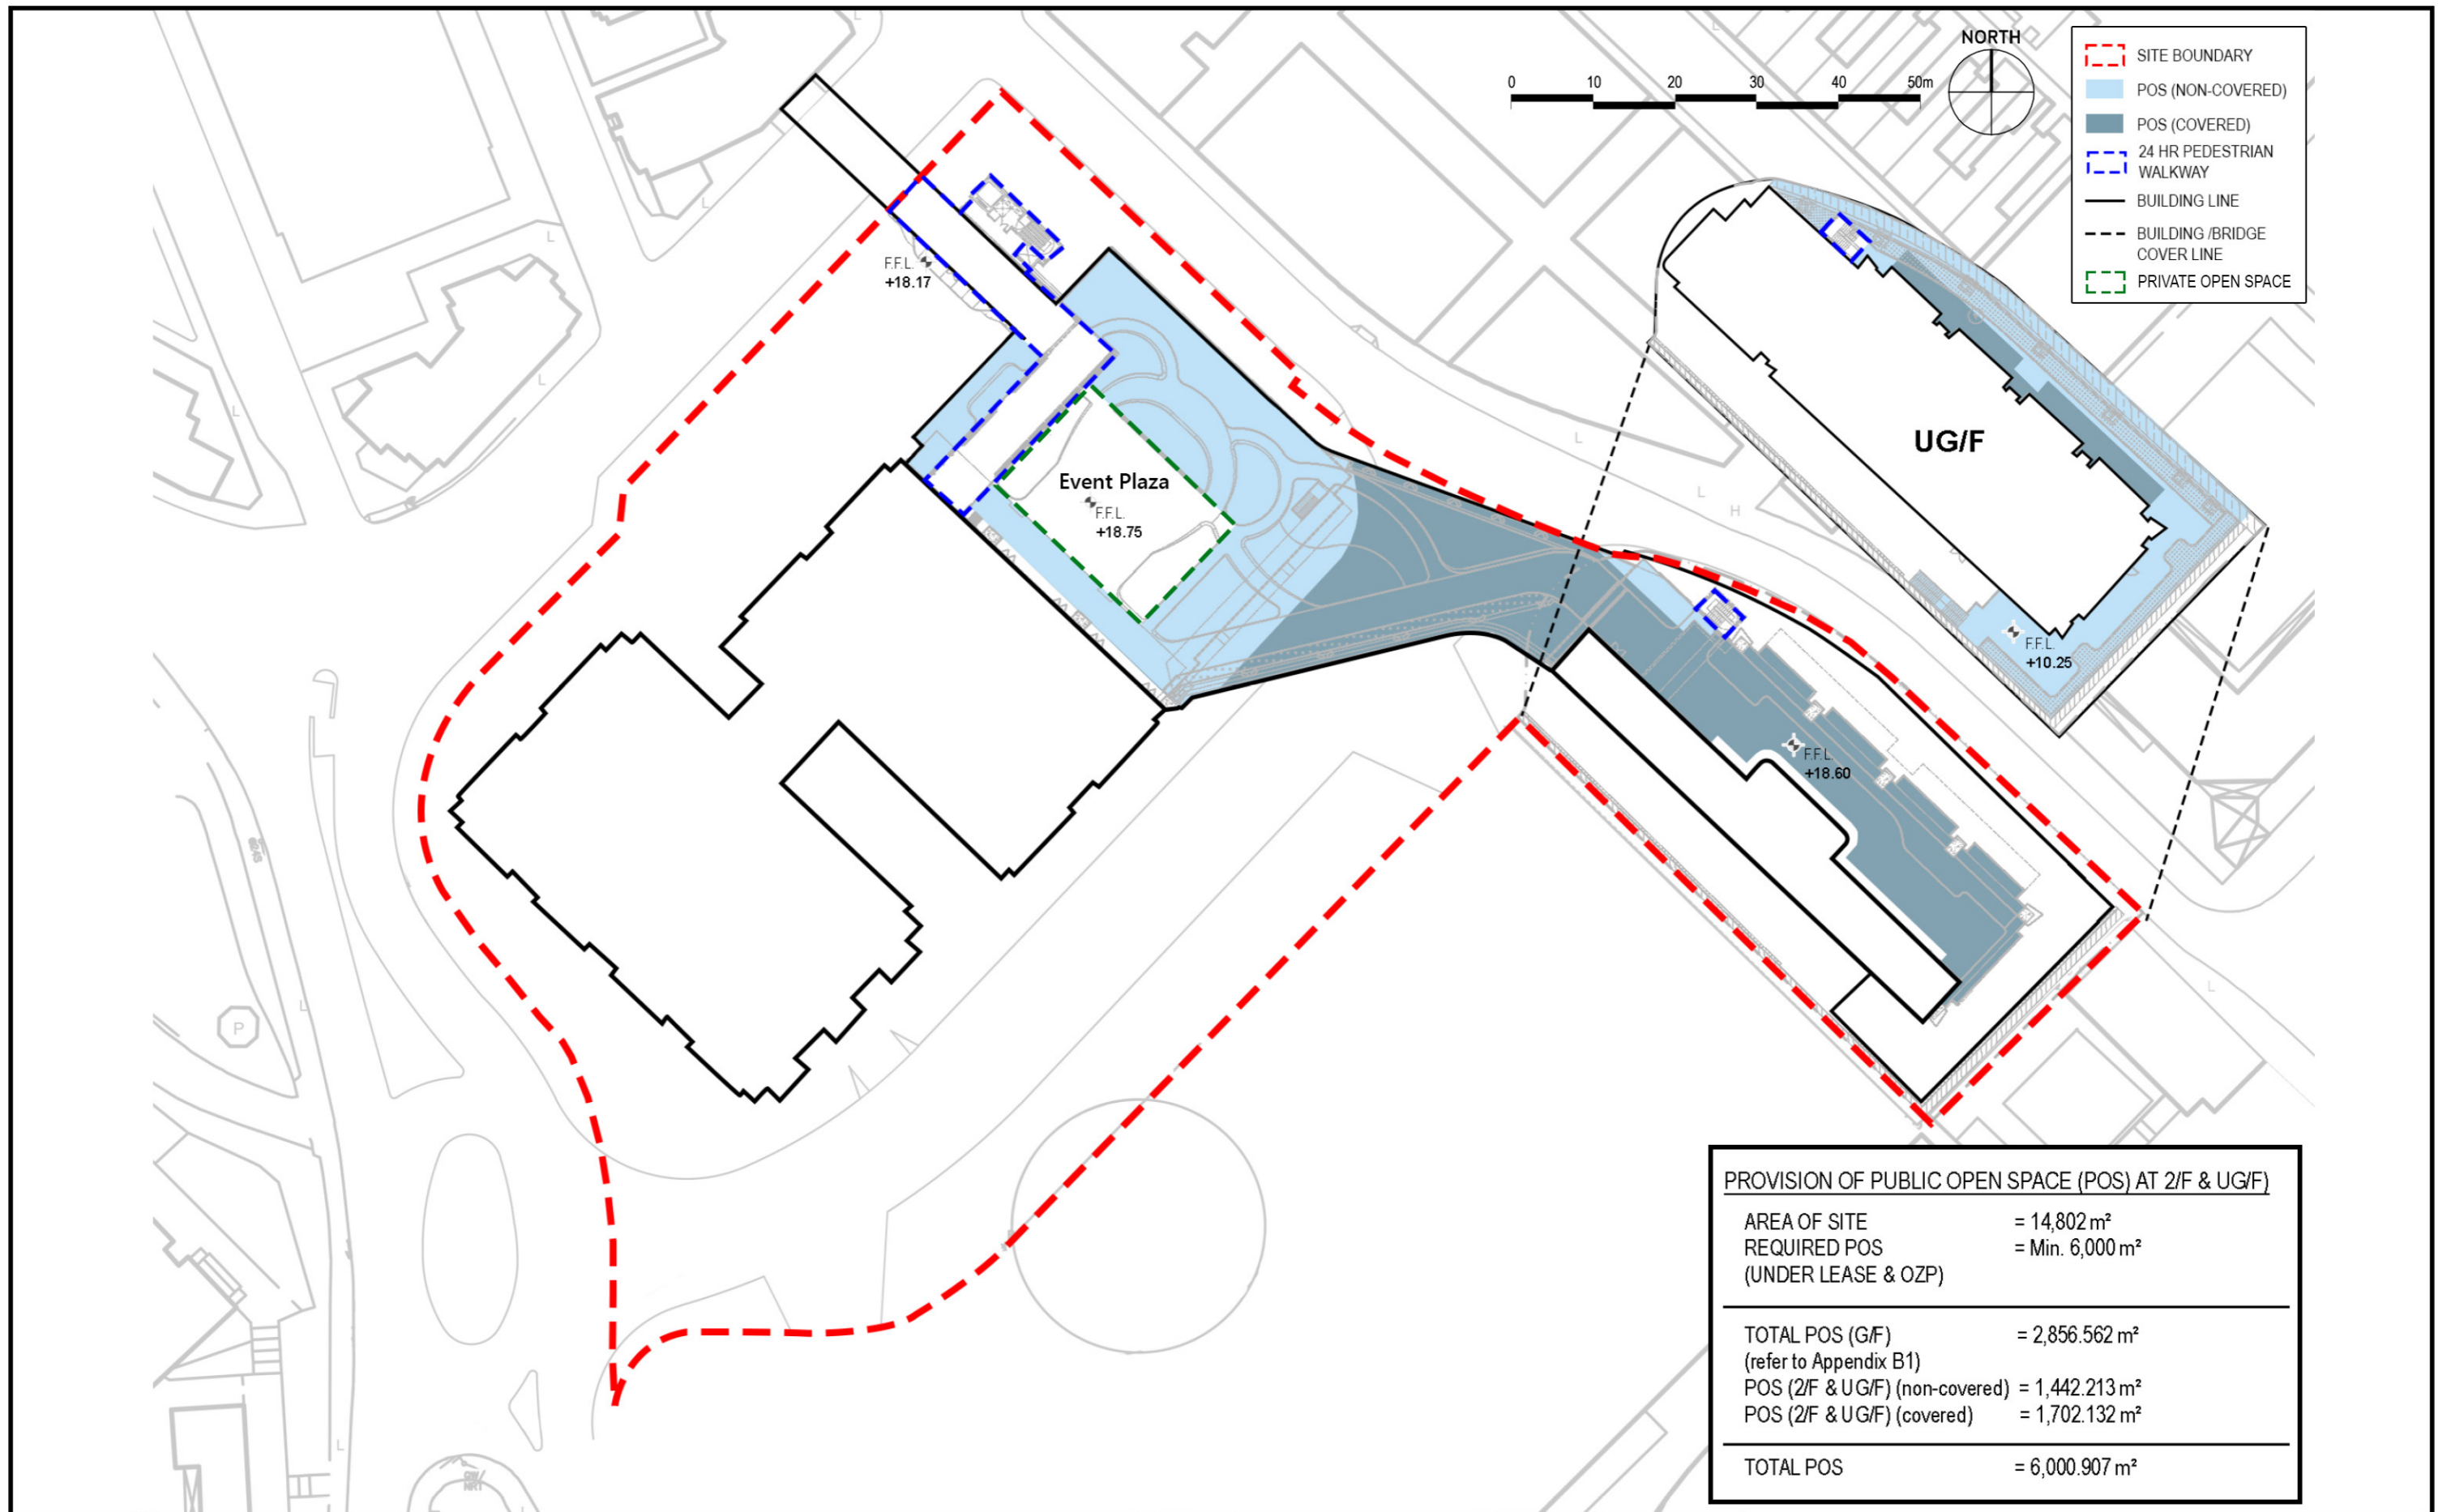 NORTH
0 10 20 30 40 50m
SITE BOUNDARY
POS (NON-COVERED)
POS (COVERED)
24 HR PEDESTRIAN
WALKWAY
BUILDING LINE
BUILDING /BRIDGE
COVER LINE
PRIVATE OPEN SPACE
F.F.L.
+18.17
Event Plaza
F.F.L.
+18.75
UG/F
F.F.L.
+10.25
F.F.L.
+18.60
L
L
L
L
L
L
L
H
L
L
L
L
P
PROVISION OF PUBLIC OPEN SPACE (POS) AT 2/F & UG/F)
AREA OF SITE = 14,802 m²
REQUIRED POS = Min. 6,000 m²
(UNDER LEASE & OZP)
TOTAL POS (G/F) = 2,856.562 m²
(refer to Appendix B1)
POS (2/F & UG/F) (non-covered) = 1,442.213 m²
POS (2/F & UG/F) (covered) = 1,702.132 m²
TOTAL POS = 6,000.907 m²